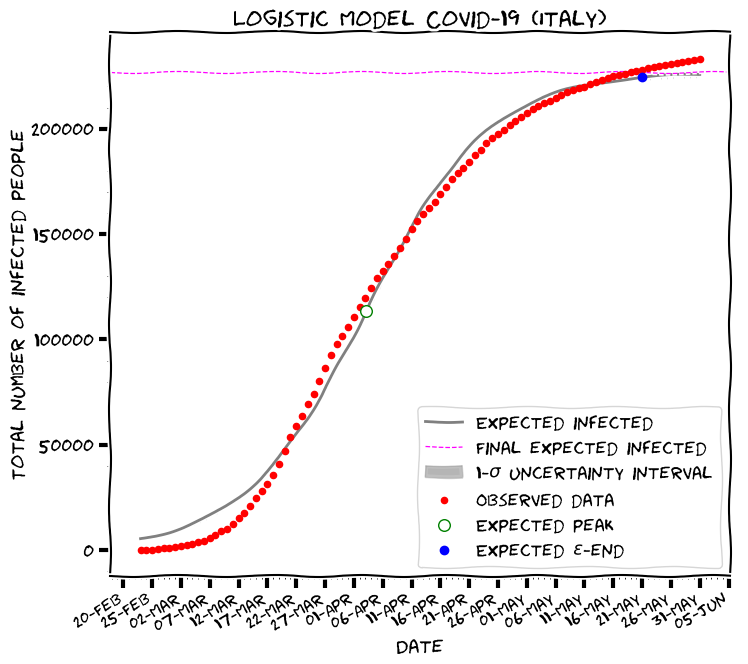 LOGISTIC MODEL COVID-19 (ITALY)
TOTAL NUMBER OF INFECTED PEOPLE
200000
150000
100000
50000
0
EXPECTED INFECTED
FINAL EXPECTED INFECTED
1-σ UNCERTAINTY INTERVAL
OBSERVED DATA
EXPECTED PEAK
EXPECTED ε-END
20-FEB
25-FEB
02-MAR
07-MAR
12-MAR
17-MAR
22-MAR
27-MAR
01-APR
06-APR
11-APR
16-APR
21-APR
26-APR
01-MAY
06-MAY
11-MAY
16-MAY
21-MAY
26-MAY
31-MAY
05-JUN
DATE